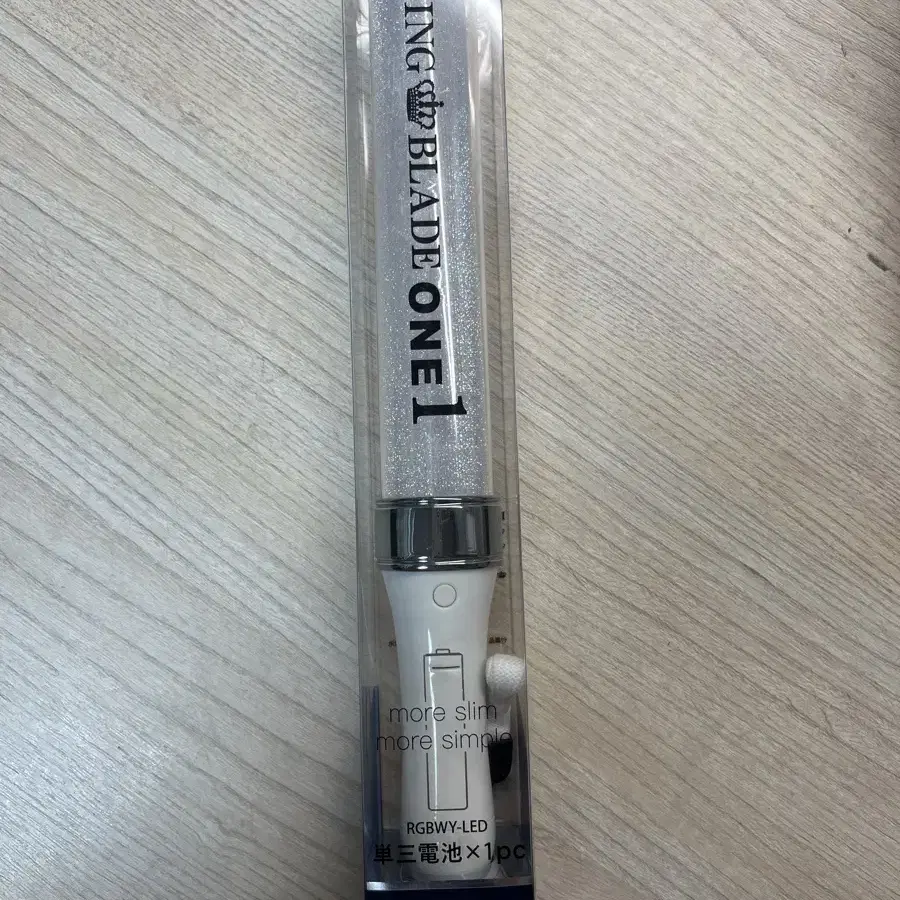 ING BLADE ONE 1
more slim
more simple
RGBWY-LED
単三電池×1pc